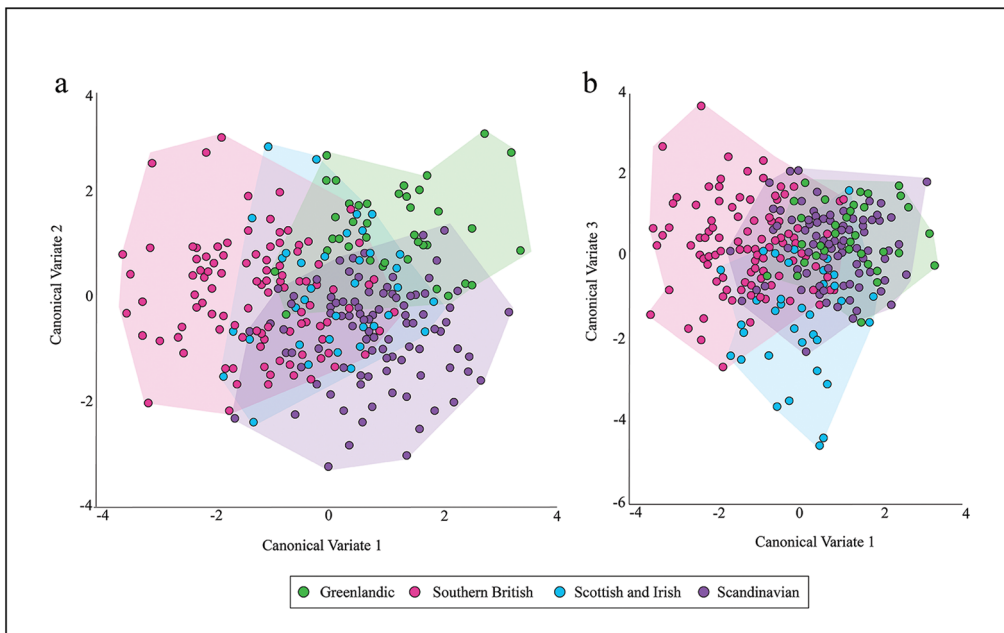 a
4
2
0
-2
-4
-4
-2
0
2
4
Canonical Variate 2
Canonical Variate 1
b
4
2
0
-2
-4
-6
-4
-2
0
2
4
Canonical Variate 3
Canonical Variate 1
Greenlandic
Southern British
Scottish and Irish
Scandinavian